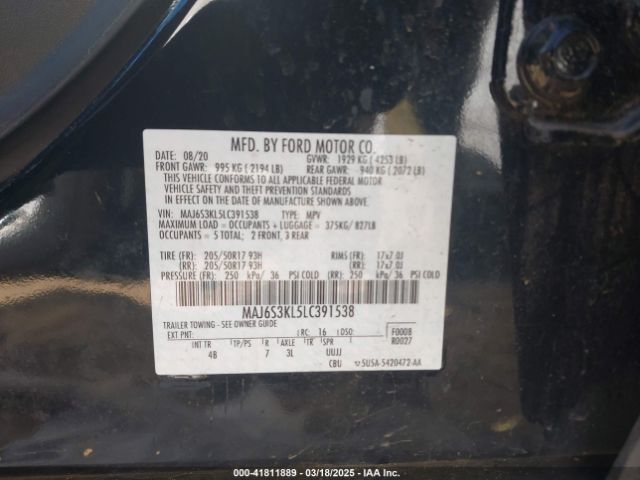 MFD. BY FORD MOTOR CO.
DATE: 08/20 GVWR: 1929 KG ( 4253 LB)
FRONT GAWR: 995 KG ( 2194 LB) REAR GAWR: 940 KG ( 2072 LB)
THIS VEHICLE CONFORMS TO ALL APPLICABLE FEDERAL MOTOR
VEHICLE SAFETY AND THEFT PREVENTION STANDARDS
IN EFFECT ON THE DATE OF MANUFACTURE SHOWN ABOVE.
VIN: MAJ6S3KL5LC391538 TYPE: MPV
MAXIMUM LOAD = OCCUPANTS + LUGGAGE = 375KG/ 827LB
OCCUPANTS = 5 TOTAL; 2 FRONT, 3 REAR
TIRE (FR): 205/50R17 93H RIMS (FR): 17x7.0J
(RR): 205/50R17 93H (RR): 17x7.0J
PRESSURE (FR): 250 kPa/ 36 PSI COLD (RR): 250 kPa/ 36 PSI COLD
MAJ6S3KL5LC391538
TRAILER TOWING - SEE OWNER GUIDE
EXT PNT: RC: 16 DSO: F0008
R0027
INT TR TP/PS R AXLE TR SPR
4B 7 3L UUJJ
CBU 5U5A-5420472-AA
00-41811889 - 03/18/2025 - IAA Inc.